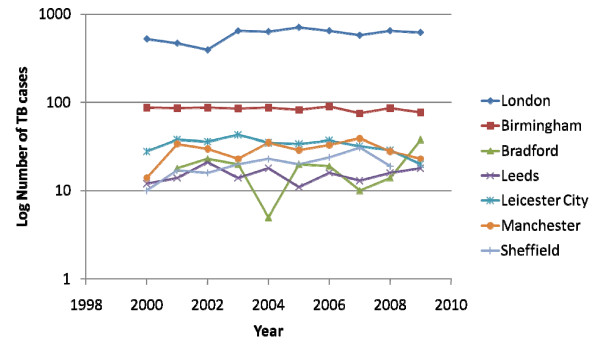 1000
100
10
1
Log Number of TB cases
1998 2000 2002 2004 2006 2008 2010
Year
London
Birmingham
Bradford
Leeds
Leicester City
Manchester
Sheffield